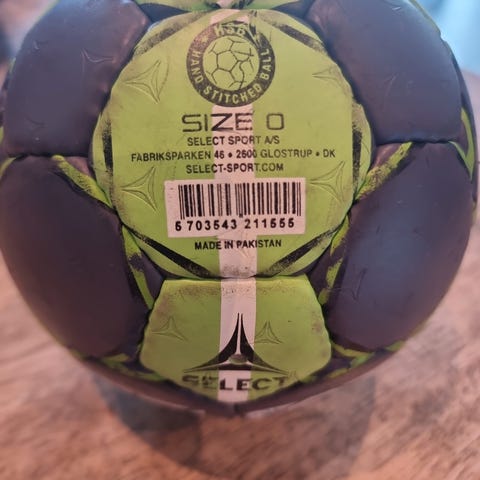 HSB
HAND STITCHED BALL
SIZE 0
SELECT SPORT A/S
FABRIKSPARKEN 46 • 2600 GLOSTRUP • DK
SELECT-SPORT.COM
5 703543 211555
MADE IN PAKISTAN
SELECT